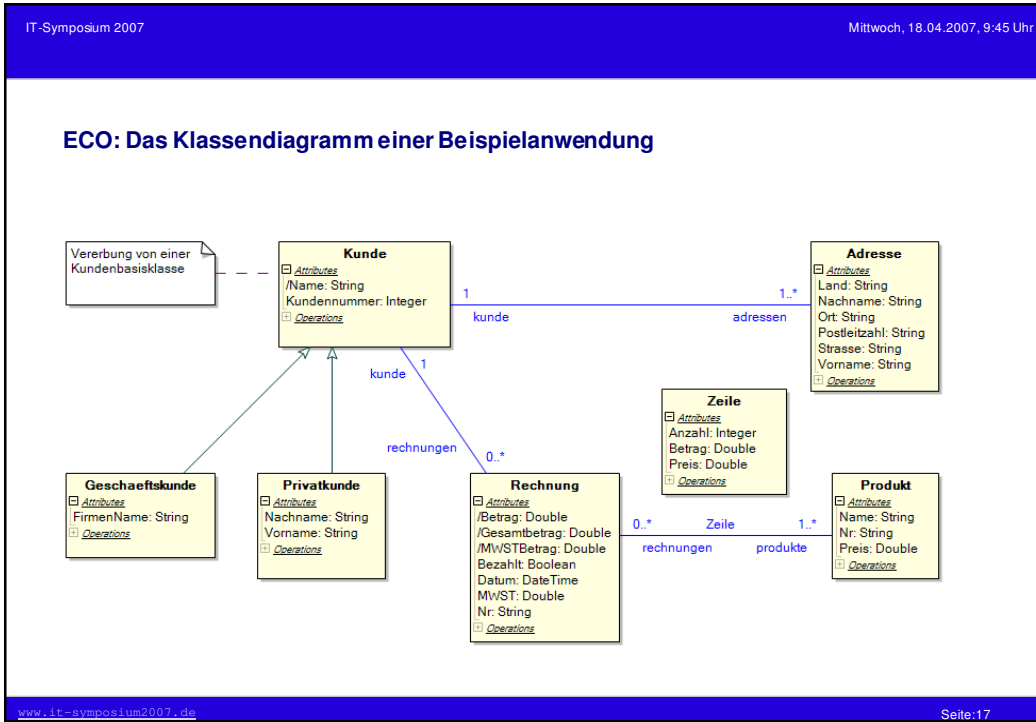 IT-Symposium 2007
Mittwoch, 18.04.2007, 9:45 Uhr
ECO: Das Klassendiagramm einer Beispielanwendung
Vererbung von einer
Kundenbasisklasse
Kunde
Attributes
/Name: String
Kundennummer: Integer
Operations
1
kunde
1..*
adressen
Adresse
Attributes
Land: String
Nachname: String
Ort: String
Postleitzahl: String
Strasse: String
Vorname: String
Operations
kunde
1
rechnungen
0..*
Zeile
Attributes
Anzahl: Integer
Betrag: Double
Preis: Double
Operations
Geschaeftskunde
Attributes
FirmenName: String
Operations
Privatkunde
Attributes
Nachname: String
Vorname: String
Operations
Rechnung
Attributes
/Betrag: Double
/Gesamtbetrag: Double
/MWSTBetrag: Double
Bezahlt: Boolean
Datum: DateTime
MWST: Double
Nr: String
Operations
0..* Zeile 1..*
rechnungen produkte
Produkt
Attributes
Name: String
Nr: String
Preis: Double
Operations
www.it-symposium2007.de
Seite:17